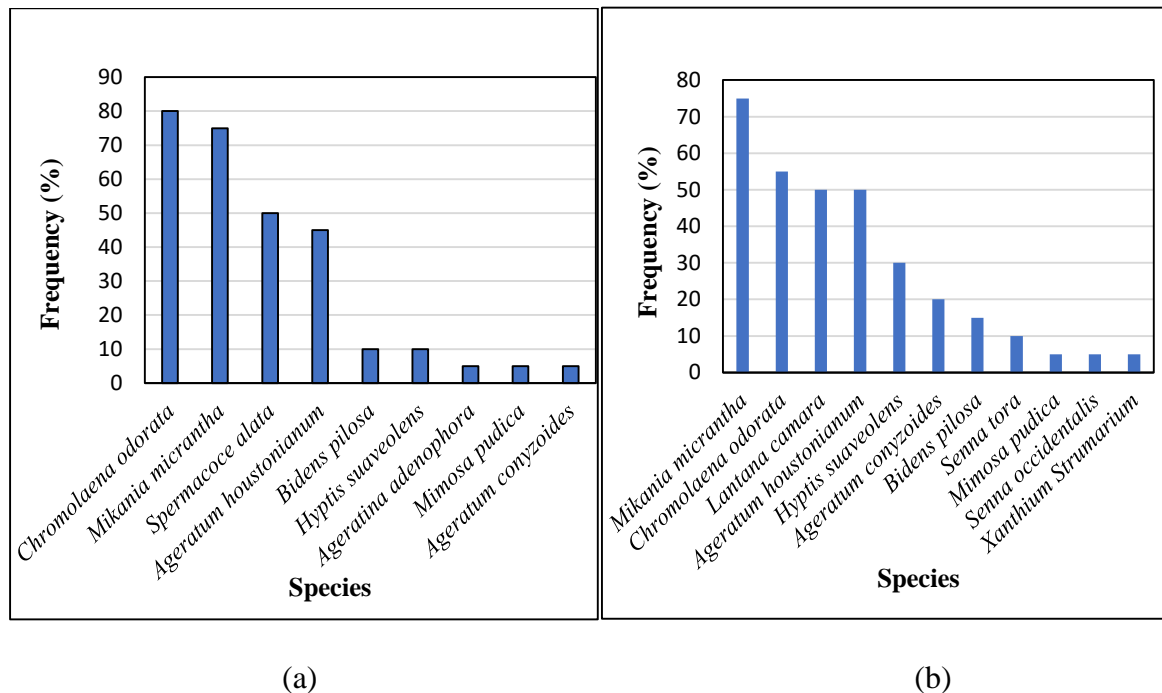 90
80
70
60
50
40
30
20
10
0
Frequency (%)
Chromolaena odorata
Mikania micrantha
Spermacoce alata
Ageratum houstonianum
Bidens pilosa
Hyptis suaveolens
Ageratina adenophora
Mimosa pudica
Ageratum conyzoides
Species
(a)
80
70
60
50
40
30
20
10
0
Frequency (%)
Mikania micrantha
Chromolaena odorata
Lantana camara
Ageratum houstonianum
Hyptis suaveolens
Ageratum conyzoides
Bidens pilosa
Senna tora
Mimosa pudica
Senna occidentalis
Xanthium Strumarium
Species
(b)